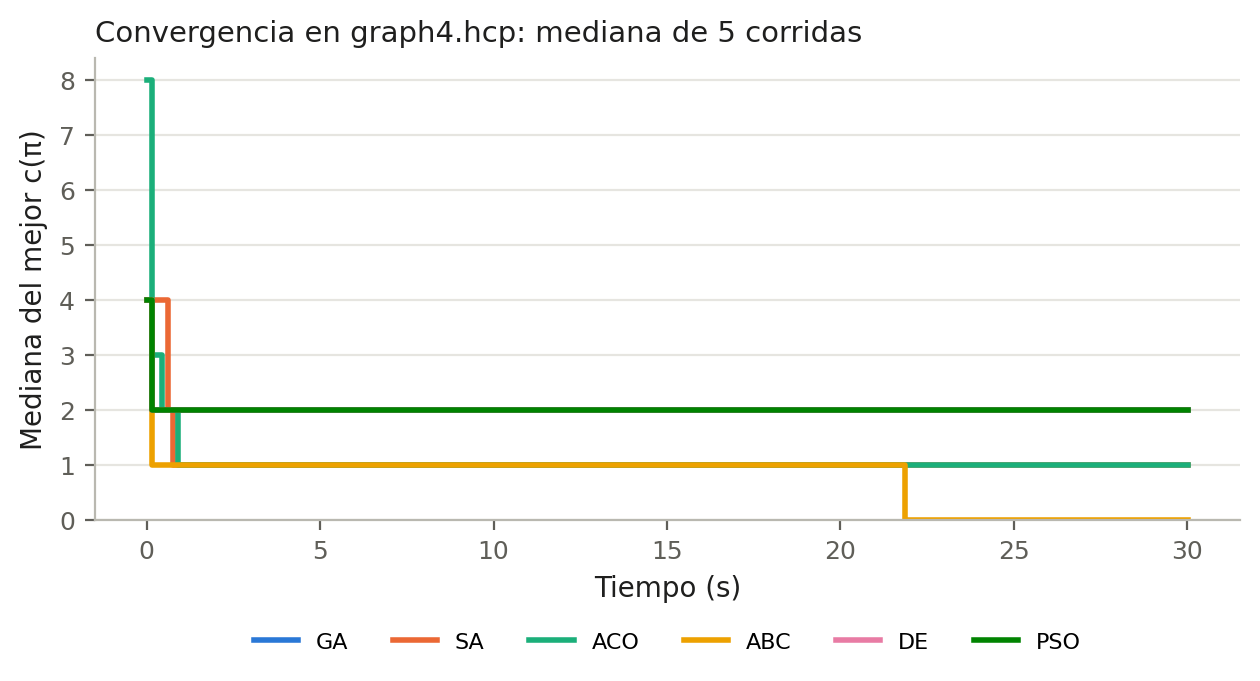 Convergencia en graph4.hcp: mediana de 5 corridas
Mediana del mejor c(π)
8
7
6
5
4
3
2
1
0
0 5 10 15 20 25 30
Tiempo (s)
GA SA ACO ABC DE PSO